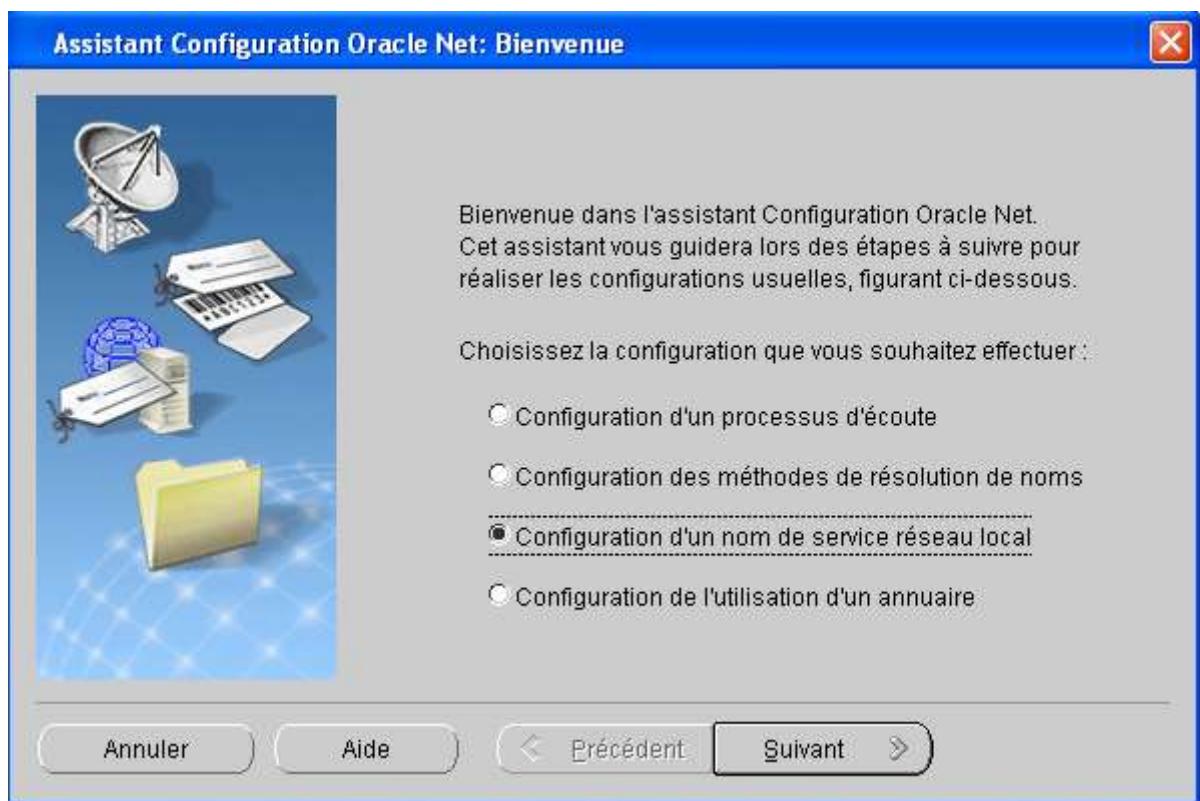 Assistant Configuration Oracle Net: Bienvenue
Bienvenue dans l'assistant Configuration Oracle Net.
Cet assistant vous guidera lors des étapes à suivre pour
réaliser les configurations usuelles, figurant ci-dessous.
Choisissez la configuration que vous souhaitez effectuer :
Configuration d'un processus d'écoute
Configuration des méthodes de résolution de noms
Configuration d'un nom de service réseau local
Configuration de l'utilisation d'un annuaire
Annuler
Aide
Précédent
Suivant